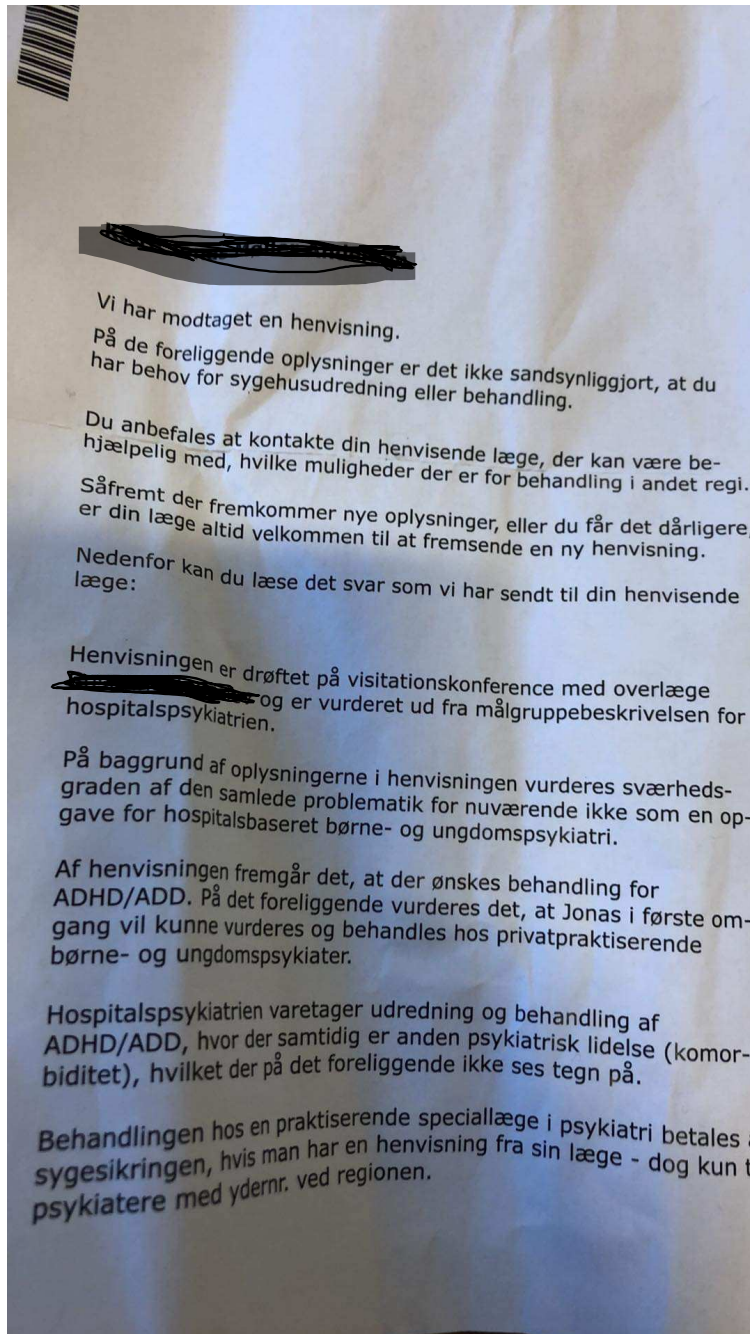 Vi har modtaget en henvisning.
På de foreliggende oplysninger er det ikke sandsynliggjort, at du
har behov for sygehusudredning eller behandling.
Du anbefales at kontakte din henvisende læge, der kan være be-
hjælpelig med, hvilke muligheder der er for behandling i andet regi.
Såfremt der fremkommer nye oplysninger, eller du får det dårligere,
er din læge altid velkommen til at fremsende en ny henvisning.
Nedenfor kan du læse det svar som vi har sendt til din henvisende
læge:
Henvisningen er drøftet på visitationskonference med overlæge
og er vurderet ud fra målgruppebeskrivelsen for
hospitalspsykiatrien.
På baggrund af oplysningerne i henvisningen vurderes sværheds-
graden af den samlede problematik for nuværende ikke som en op-
gave for hospitalsbaseret børne- og ungdomspsykiatri.
Af henvisningen fremgår det, at der ønskes behandling for
ADHD/ADD. På det foreliggende vurderes det, at Jonas i første om-
gang vil kunne vurderes og behandles hos privatpraktiserende
børne- og ungdomspsykiater.
Hospitalspsykiatrien varetager udredning og behandling af
ADHD/ADD, hvor der samtidig er anden psykiatrisk lidelse (komor-
biditet), hvilket der på det foreliggende ikke ses tegn på.
Behandlingen hos en praktiserende speciallæge i psykiatri betales
sygesikringen, hvis man har en henvisning fra sin læge - dog kun
psykiatere med ydernr. ved regionen.